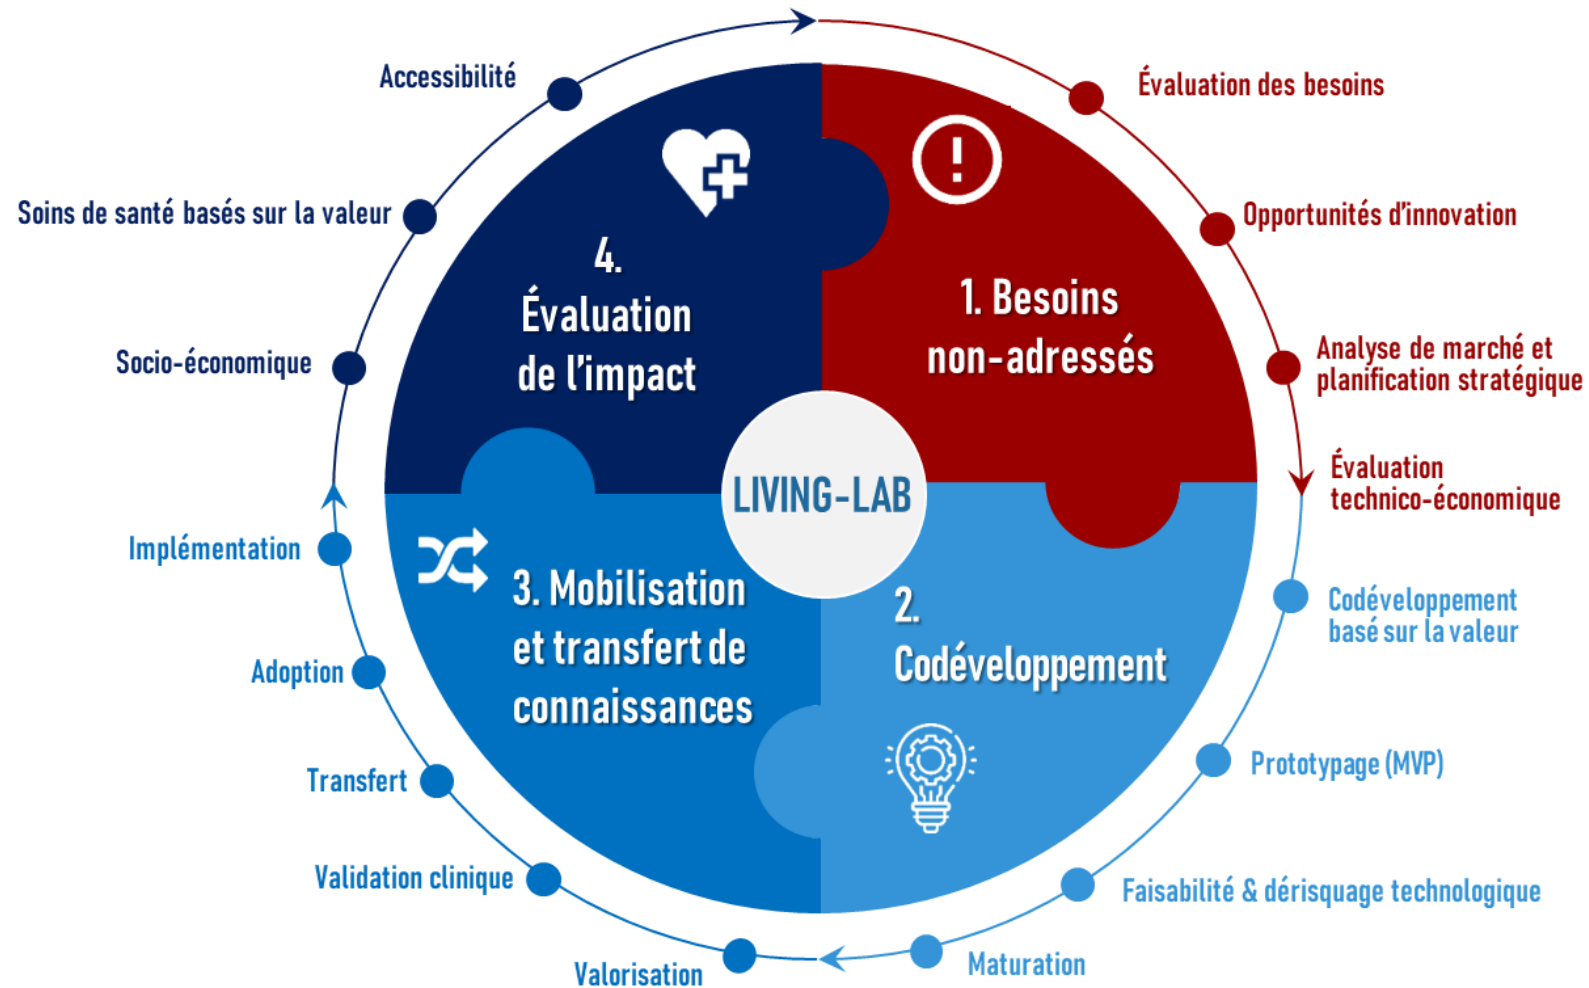 Accessibilité
Évaluation des besoins
Soins de santé basés sur la valeur
Opportunités d'innovation
4.
Évaluation
de l'impact
1. Besoins
non-adressés
Socio-économique
Analyse de marché et
planification stratégique
Évaluation
technico-économique
LIVING-LAB
Implémentation
3. Mobilisation
et transfert de
connaissances
2.
Codéveloppement
Codéveloppement
basé sur la valeur
Adoption
Transfert
Prototypage (MVP)
Validation clinique
Faisabilité & dérisquage technologique
Valorisation
Maturation